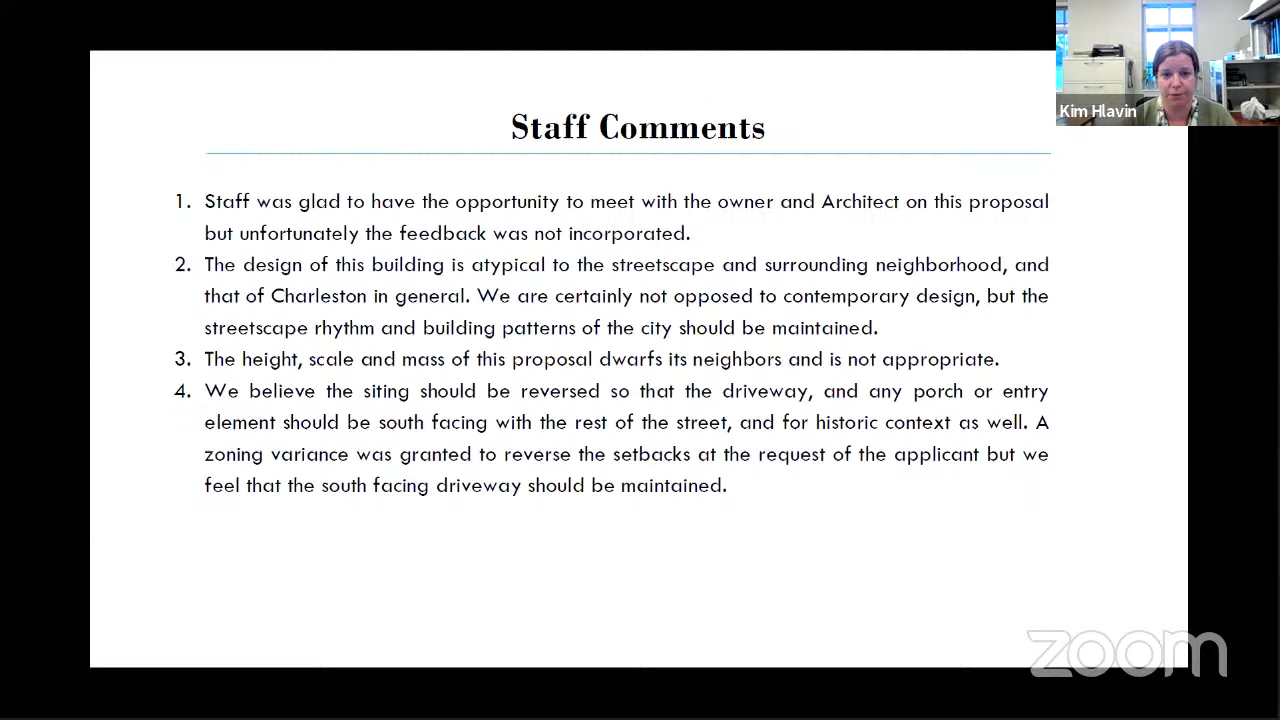 Kim Hlavin
Staff Comments
1. Staff was glad to have the opportunity to meet with the owner and Architect on this proposal
but unfortunately the feedback was not incorporated.
2. The design of this building is atypical to the streetscape and surrounding neighborhood, and
that of Charleston in general. We are certainly not opposed to contemporary design, but the
streetscape rhythm and building patterns of the city should be maintained.
3. The height, scale and mass of this proposal dwarfs its neighbors and is not appropriate.
4. We believe the siting should be reversed so that the driveway, and any porch or entry
element should be south facing with the rest of the street, and for historic context as well. A
zoning variance was granted to reverse the setbacks at the request of the applicant but we
feel that the south facing driveway should be maintained.
zoom